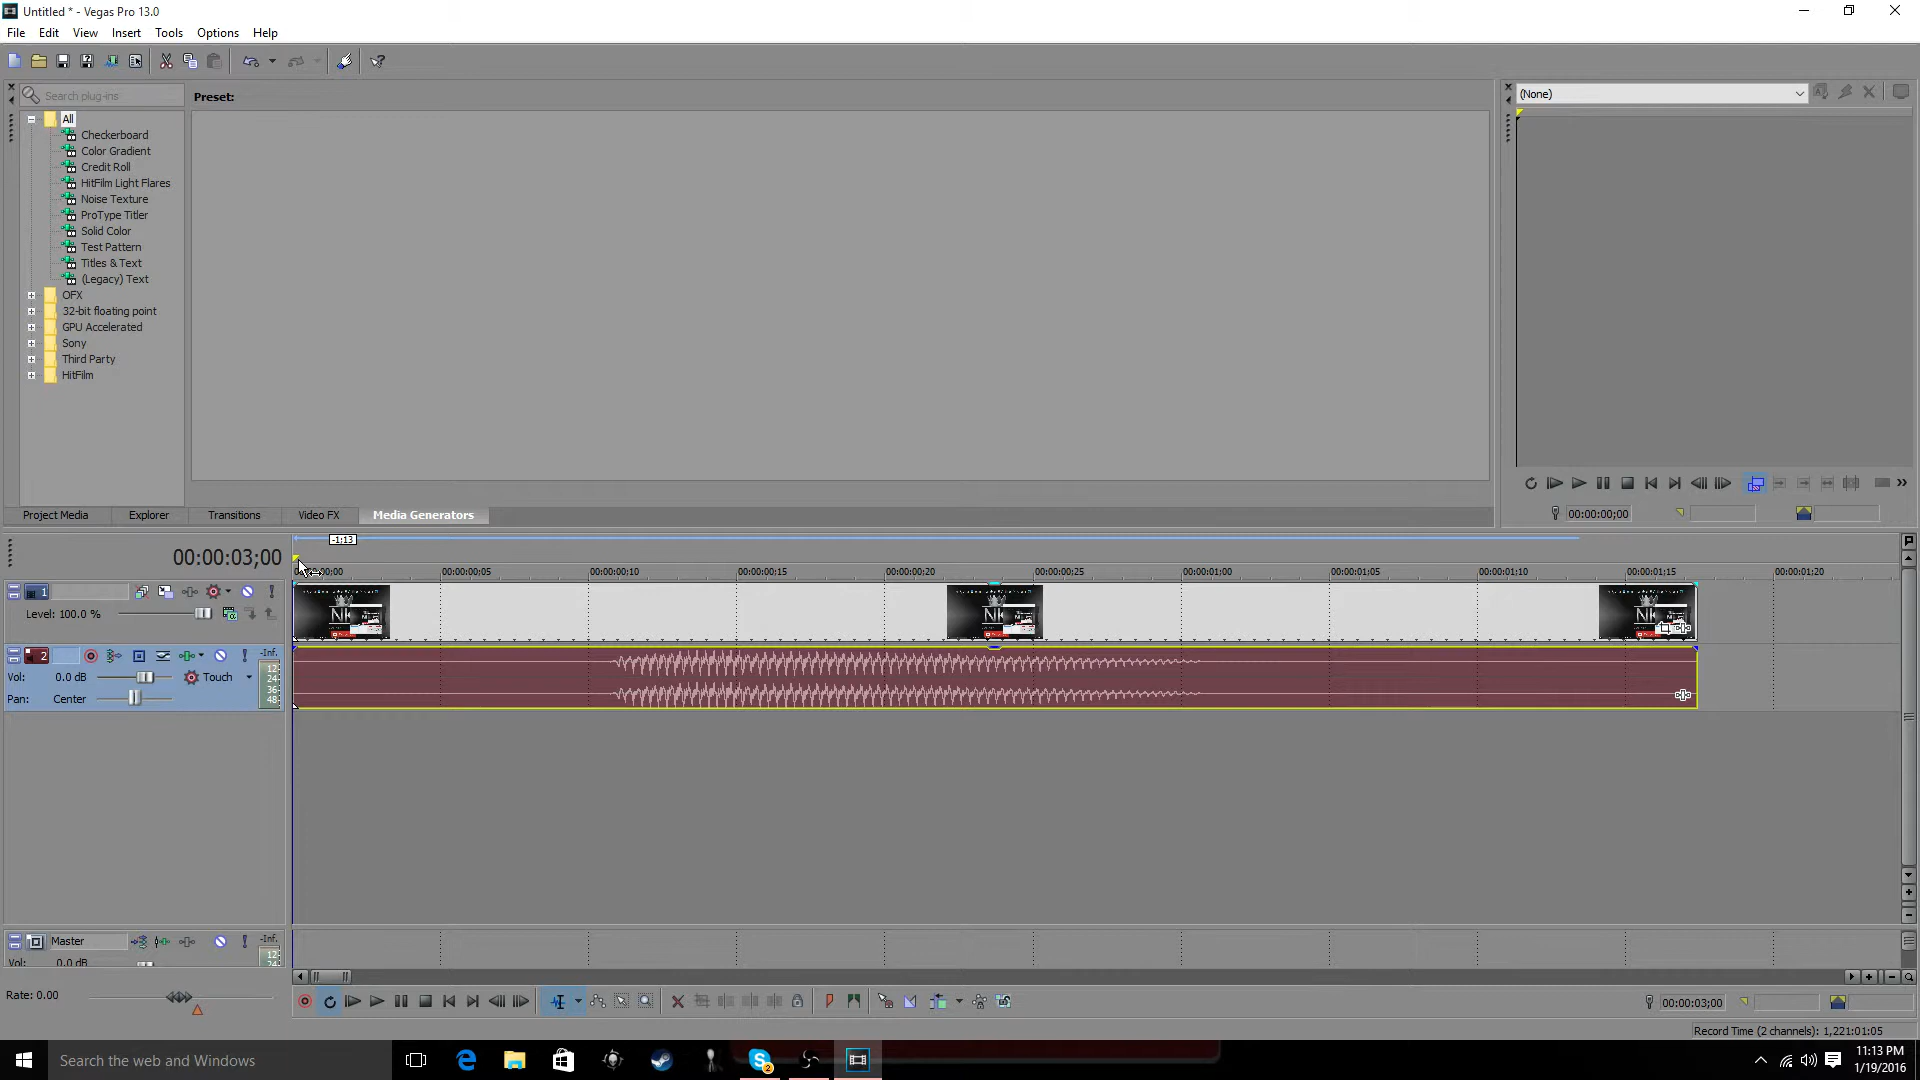 Untitled * - Vegas Pro 13.0
File Edit View Insert Tools Options Help
Search plug-ins
Preset:
(None)
All
Checkerboard
Color Gradient
Credit Roll
HitFilm Light Flares
Noise Texture
ProType Titler
Solid Color
Test Pattern
Titles & Text
(Legacy) Text
OFX
32-bit floating point
GPU Accelerated
Sony
Third Party
HitFilm
00:00:00;00
Project Media Explorer Transitions Video FX Media Generators
-1;13
00:00:03;00
00:00:00;05 00:00:00;10 00:00:00;15 00:00:00;20 00:00:00;25 00:00:01;00 00:00:01;05 00:00:01;10 00:00:01;15 00:00:01;20
1
Level: 100.0 %
2 -Inf.
Vol: 0.0 dB Touch
Pan: Center
12
24
36
48
Master -Inf.
Vol: 0.0 dB
12
24
Rate: 0.00
00:00:03;00
Record Time (2 channels): 1,221:01:05
Search the web and Windows
2
11:13 PM
1/19/2016